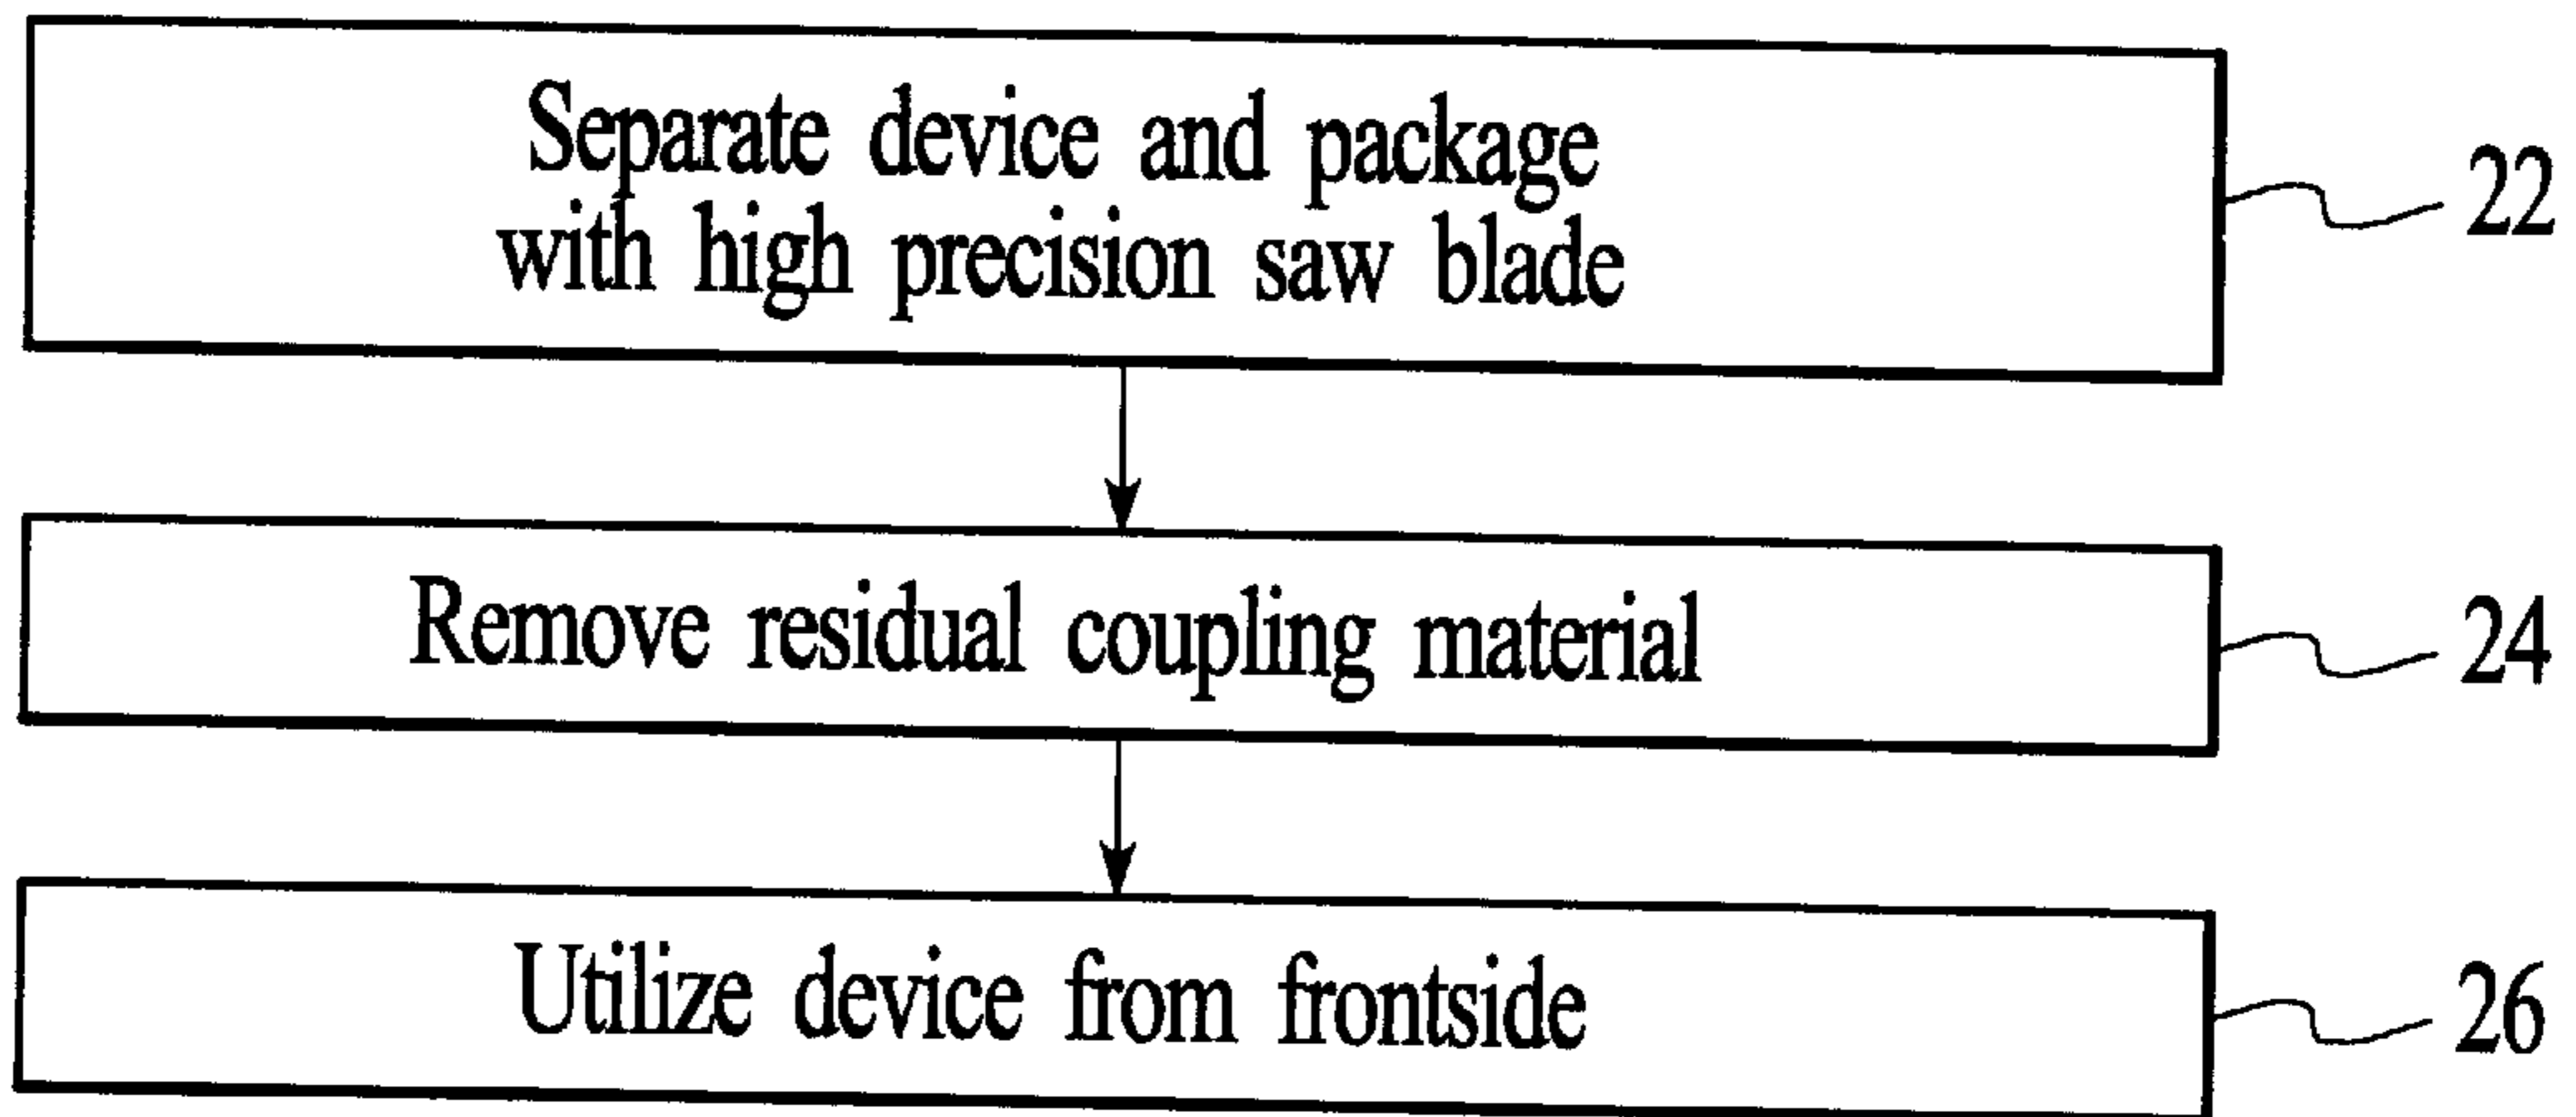 Separate device and package
with high precision saw blade
22
Remove residual coupling material
24
Utilize device from frontside
26